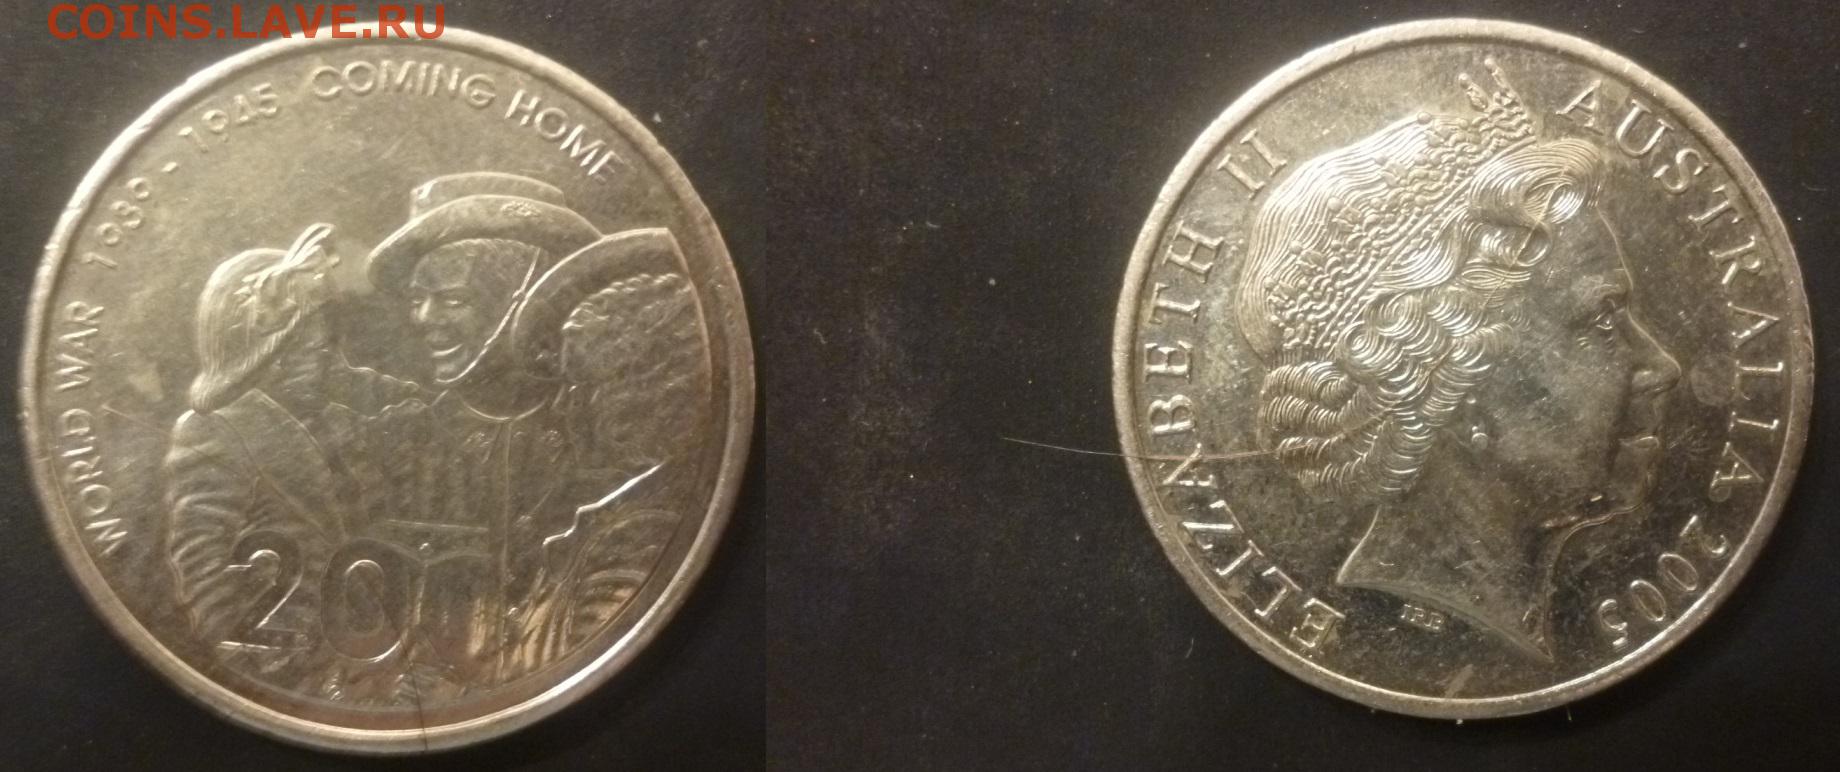 COINS.LAVE.RU
WORLD WAR 1939 - 1945 COMING HOME
20
ELIZABETH II AUSTRALIA 2005
IRB